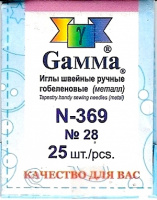 γ
GAMMA®
Иглы швейные ручные
гобеленовые (металл)
Tapestry handy sewing needles (metal)
N-369
№ 28
25 шт./pcs.
КАЧЕСТВО ДЛЯ ВАС